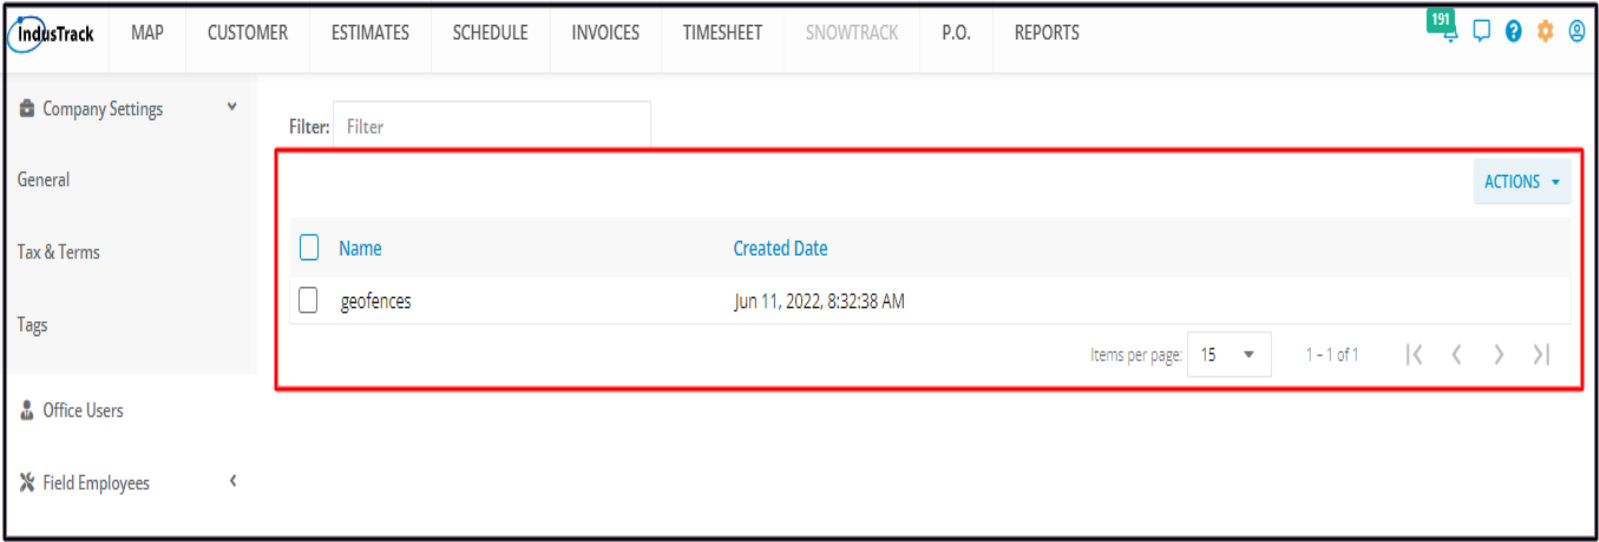 IndusTrack MAP CUSTOMER ESTIMATES SCHEDULE INVOICES TIMESHEET SNOWTRACK P.O. REPORTS 191 ?
Company Settings
Filter: Filter
General
ACTIONS
Tax & Terms
Name Created Date
geofences Jun 11, 2022, 8:32:38 AM
Tags
Items per page: 15 1 – 1 of 1
Office Users
Field Employees